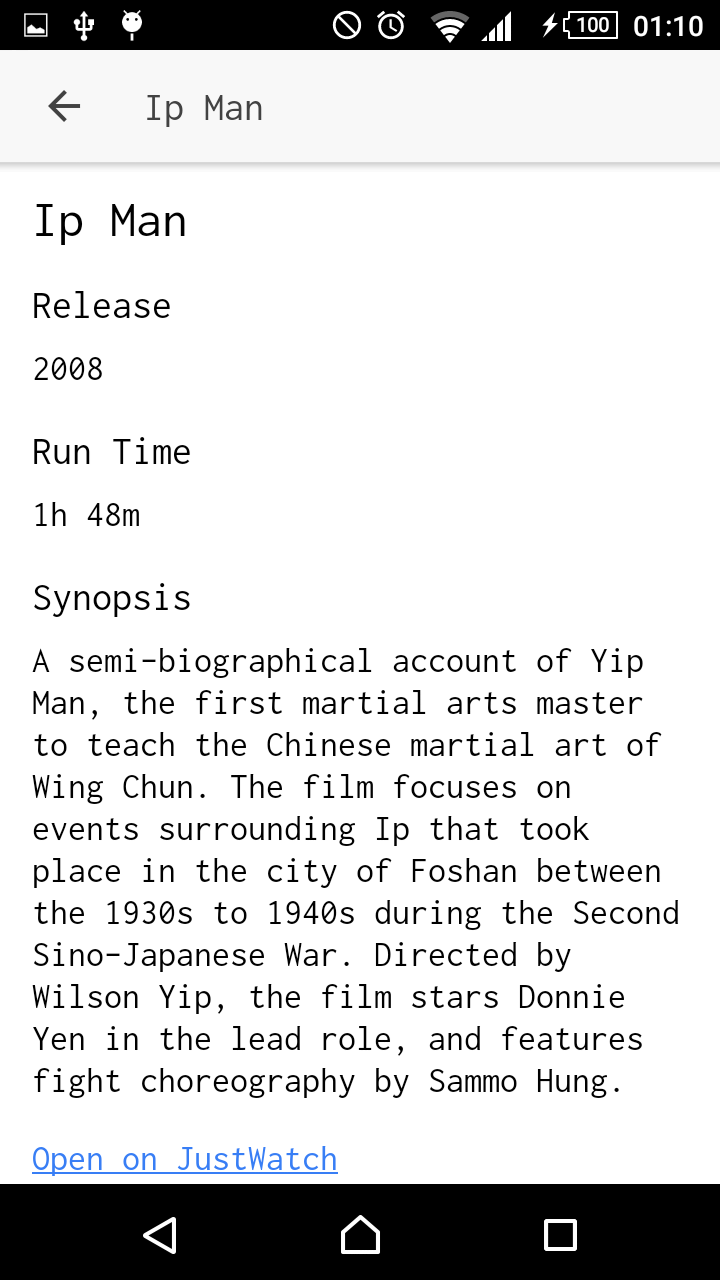 100 01:10
Ip Man
Ip Man
Release
2008
Run Time
1h 48m
Synopsis
A semi-biographical account of Yip
Man, the first martial arts master
to teach the Chinese martial art of
Wing Chun. The film focuses on
events surrounding Ip that took
place in the city of Foshan between
the 1930s to 1940s during the Second
Sino-Japanese War. Directed by
Wilson Yip, the film stars Donnie
Yen in the lead role, and features
fight choreography by Sammo Hung.
Open on JustWatch